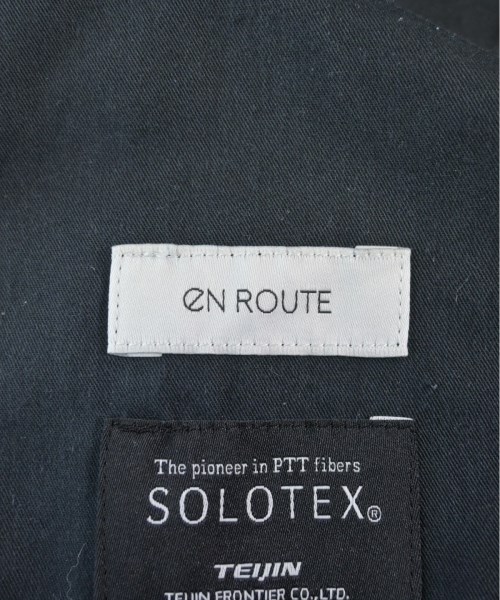 eN ROUTE
The pioneer in PTT fibers
SOLOTEX®
TEIJIN
TEIJIN FRONTIER CO.,LTD.